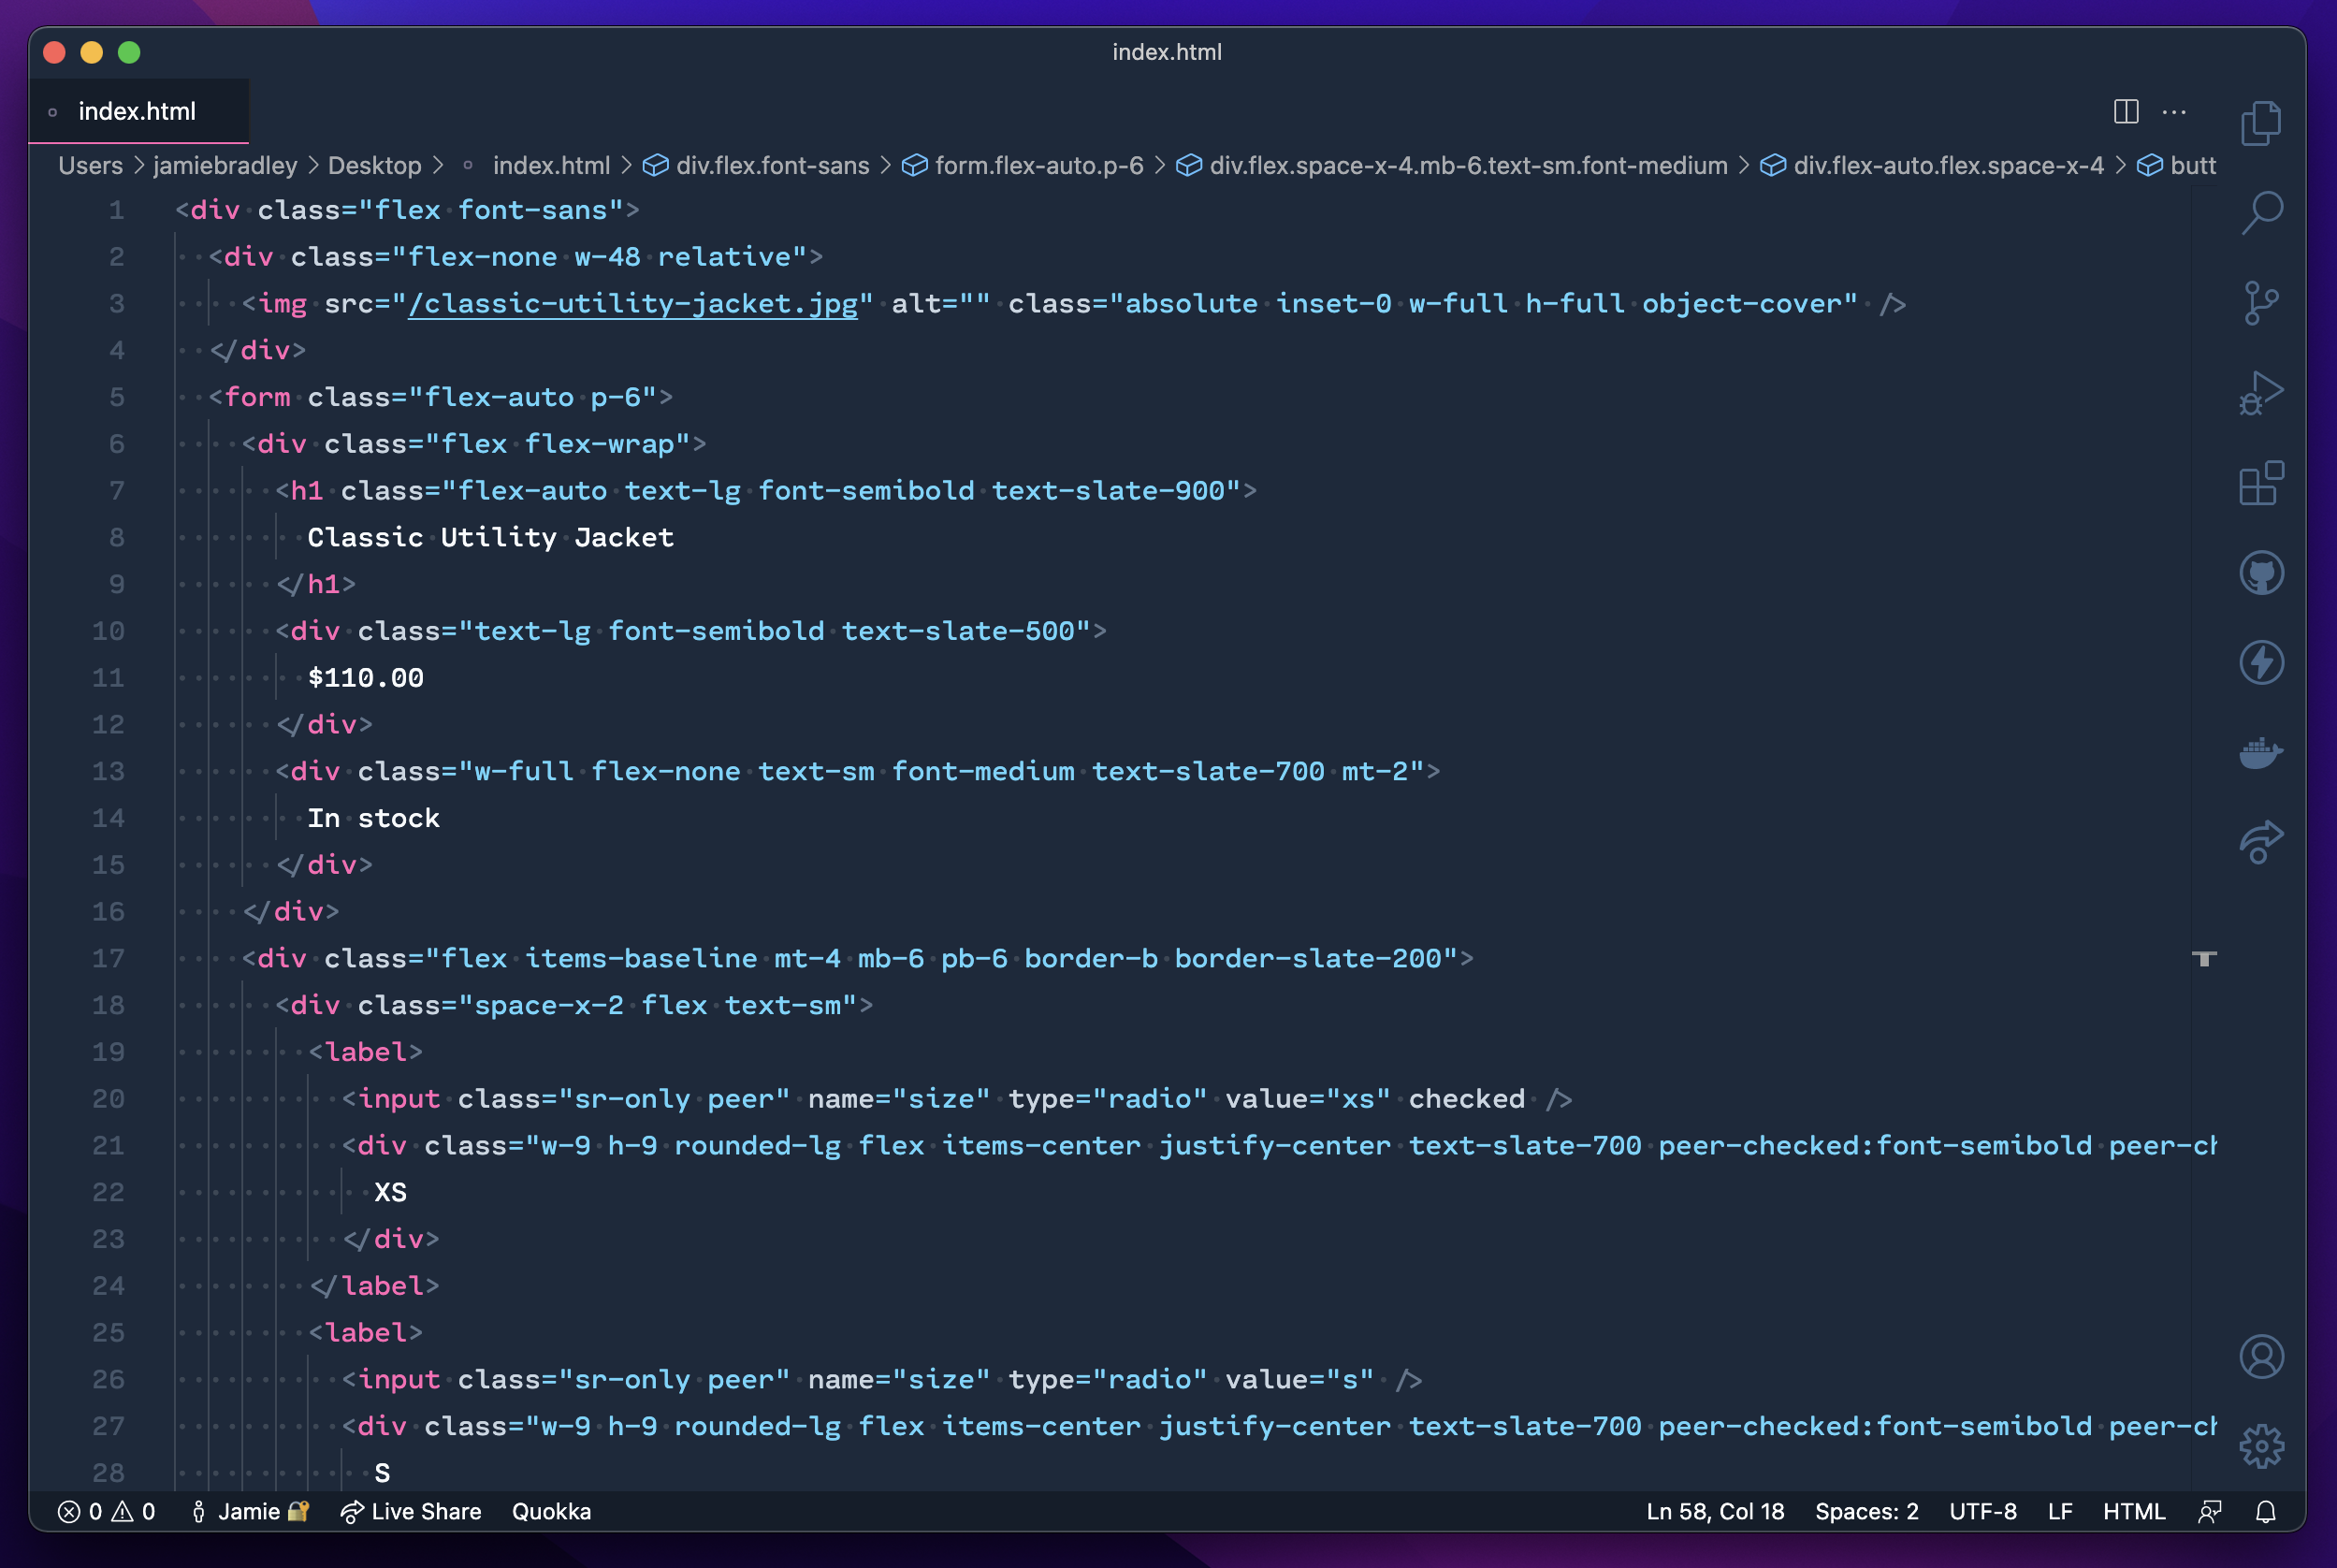 index.html
index.html
Users > jamiebradley > Desktop > index.html > div.flex.font-sans > form.flex-auto.p-6 > div.flex.space-x-4.mb-6.text-sm.font-medium > div.flex-auto.flex.space-x-4 > butt
1 <div class="flex font-sans">
2 <div class="flex-none w-48 relative">
3 <img src="/classic-utility-jacket.jpg" alt="" class="absolute inset-0 w-full h-full object-cover" />
4 </div>
5 <form class="flex-auto p-6">
6 <div class="flex flex-wrap">
7 <h1 class="flex-auto text-lg font-semibold text-slate-900">
8 Classic Utility Jacket
9 </h1>
10 <div class="text-lg font-semibold text-slate-500">
11 $110.00
12 </div>
13 <div class="w-full flex-none text-sm font-medium text-slate-700 mt-2">
14 In stock
15 </div>
16 </div>
17 <div class="flex items-baseline mt-4 mb-6 pb-6 border-b border-slate-200">
18 <div class="space-x-2 flex text-sm">
19 <label>
20 <input class="sr-only peer" name="size" type="radio" value="xs" checked />
21 <div class="w-9 h-9 rounded-lg flex items-center justify-center text-slate-700 peer-checked:font-semibold peer-ch
22 XS
23 </div>
24 </label>
25 <label>
26 <input class="sr-only peer" name="size" type="radio" value="s" />
27 <div class="w-9 h-9 rounded-lg flex items-center justify-center text-slate-700 peer-checked:font-semibold peer-ch
28 S
0 0 Jamie 🔐 Live Share Quokka Ln 58, Col 18 Spaces: 2 UTF-8 LF HTML